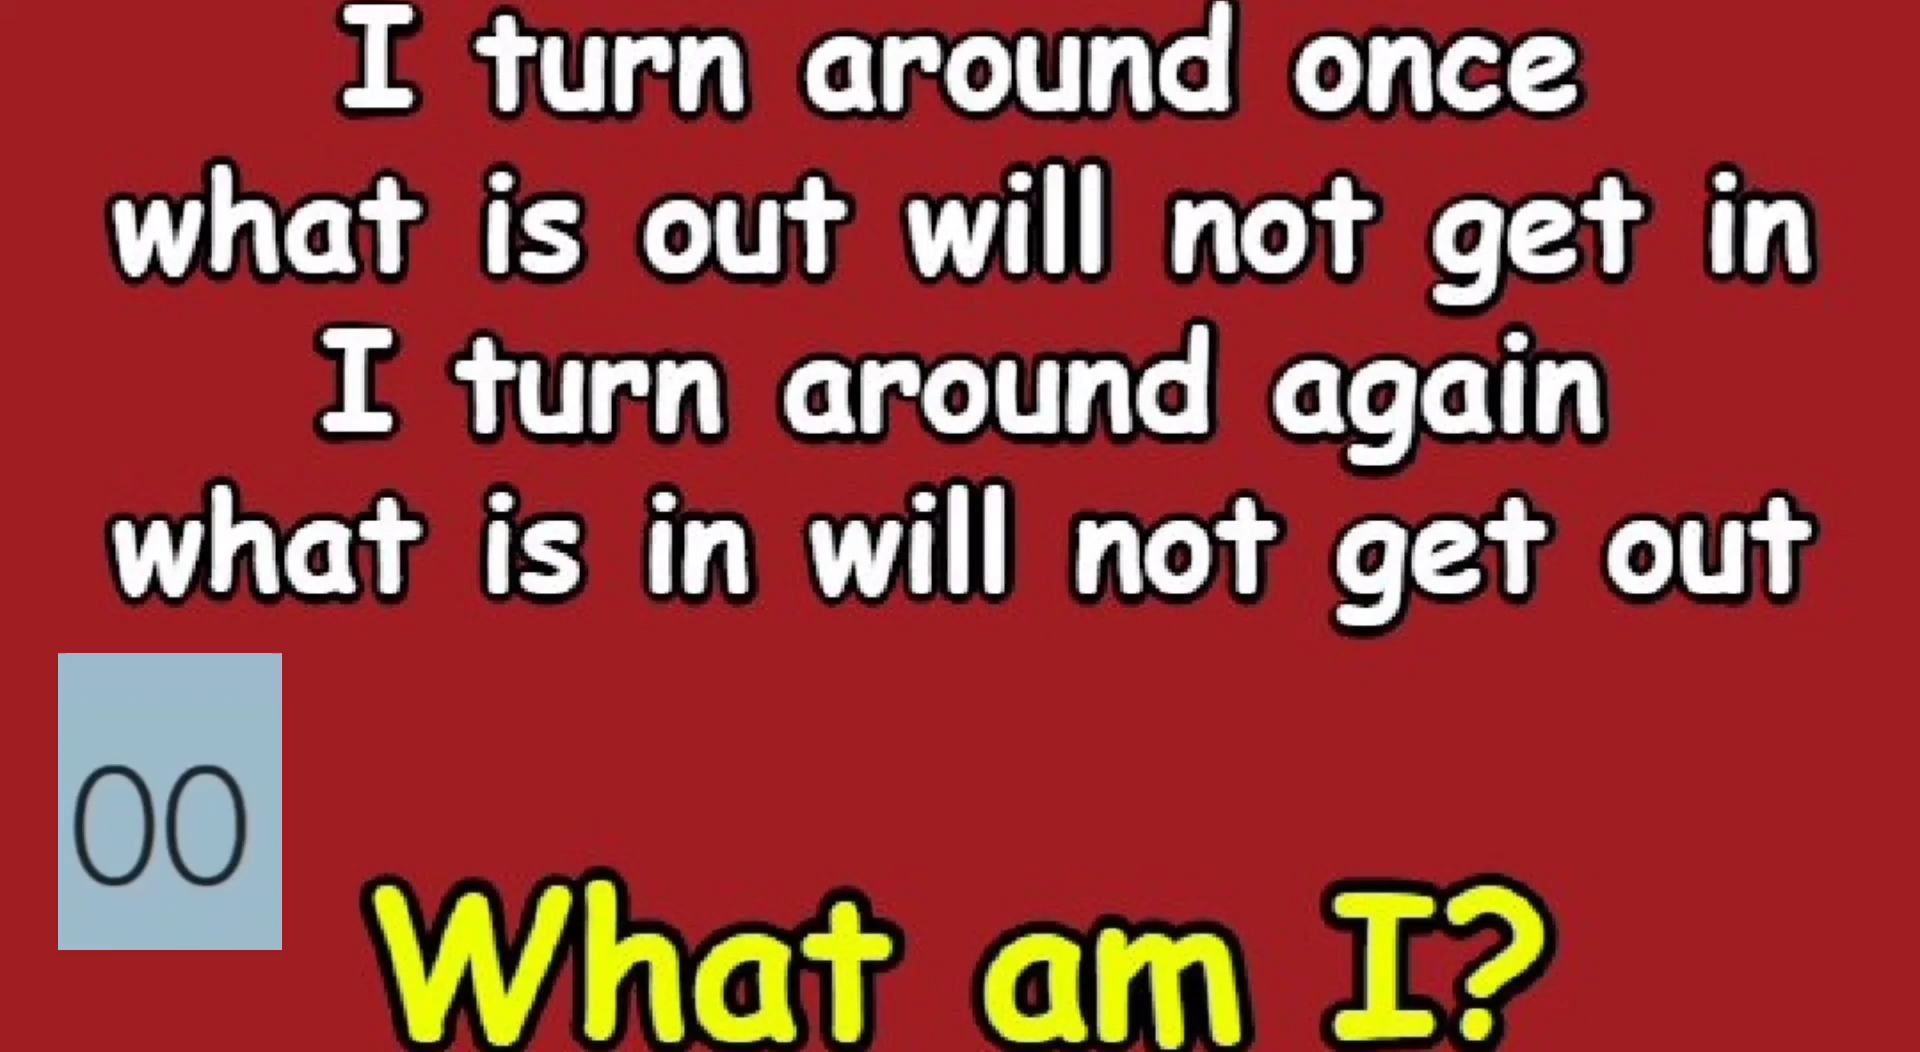 I turn around once
what is out will not get in
I turn around again
what is in will not get out
00
What am I?